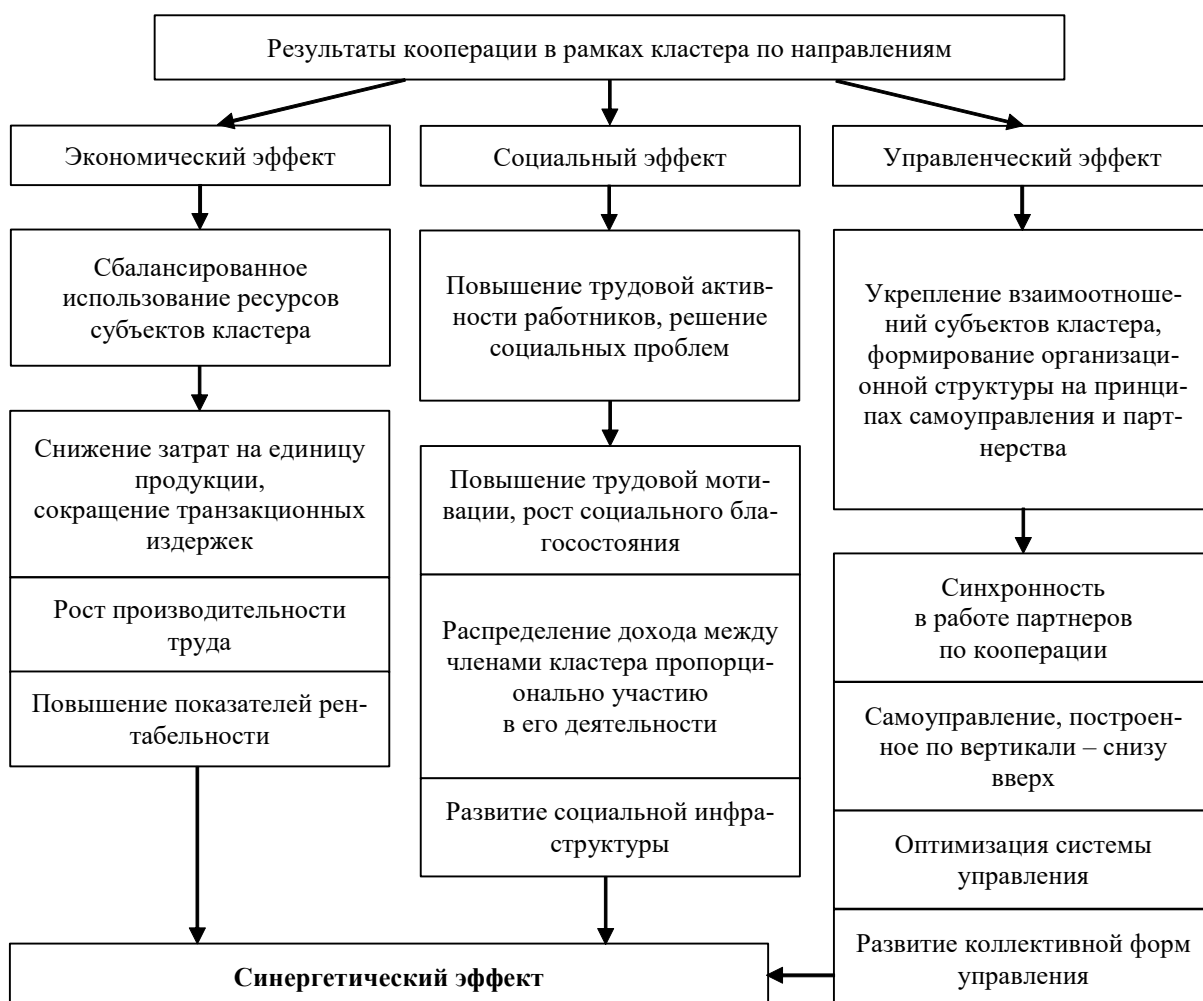 Результаты кооперации в рамках кластера по направлениям
Экономический эффект
Социальный эффект
Управленческий эффект
Сбалансированное
использование ресурсов
субъектов кластера
Повышение трудовой актив-
ности работников, решение
социальных проблем
Укрепление взаимоотноше-
ний субъектов кластера,
формирование организаци-
онной структуры на принци-
пах самоуправления и парт-
нерства
Снижение затрат на единицу
продукции,
сокращение транзакционных
издержек
Рост производительности
труда
Повышение показателей рен-
табельности
Повышение трудовой моти-
вации, рост социального бла-
госостояния
Распределение дохода между
членами кластера пропорци-
онально участию
в его деятельности
Развитие социальной инфра-
структуры
Синхронность
в работе партнеров
по кооперации
Самоуправление, построен-
ное по вертикали – снизу
вверх
Оптимизация системы
управления
Развитие коллективной форм
управления
Синергетический эффект